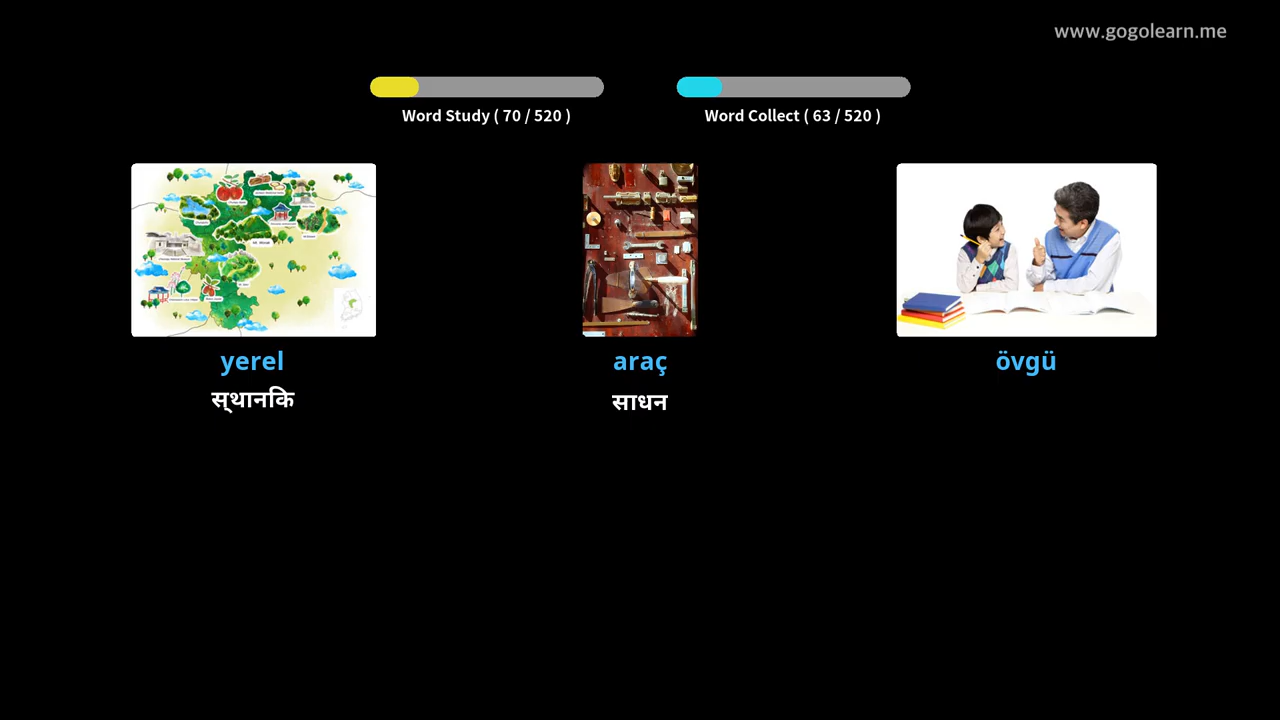 www.gogolearn.me
Word Study ( 70 / 520 )
Word Collect ( 63 / 520 )
yerel
araç
övgü
स्थानकि
साधन